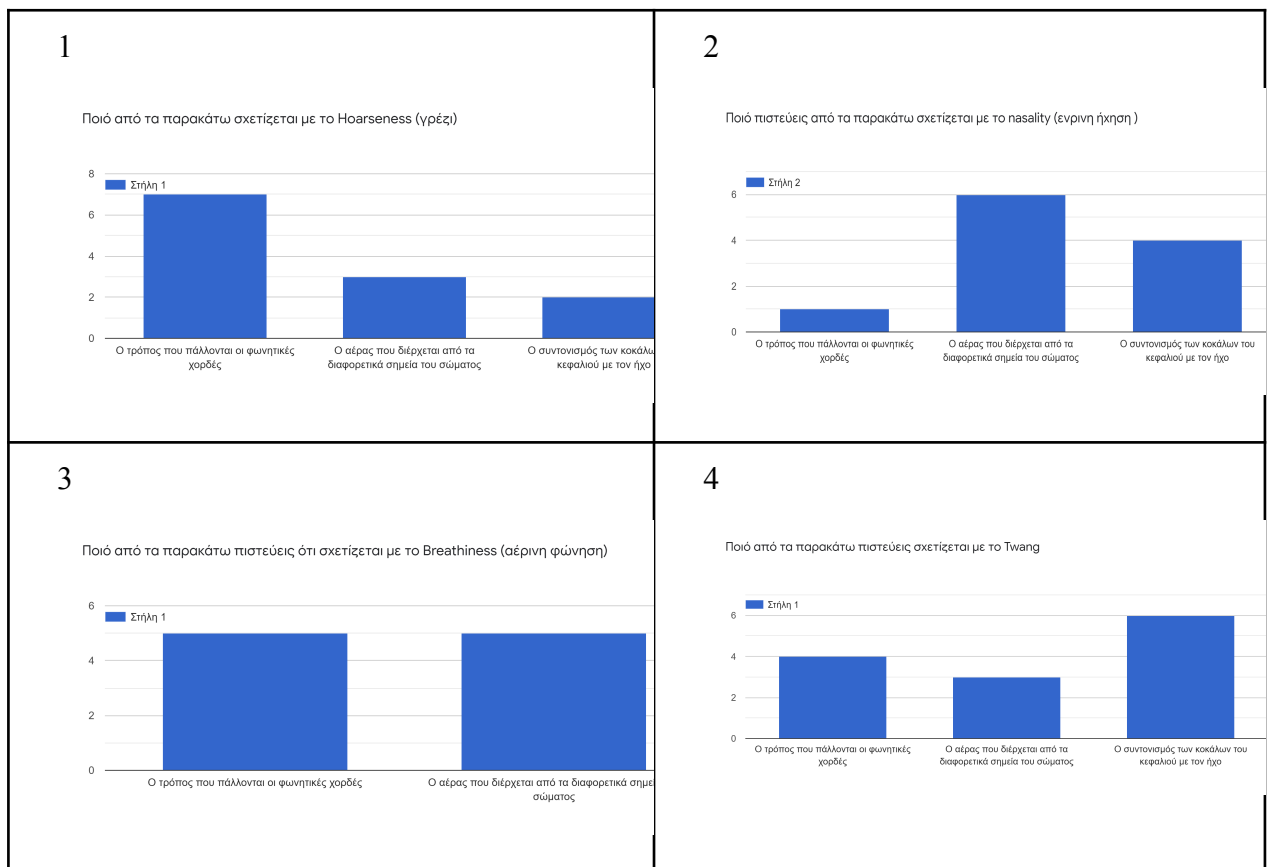 1
Ποιό από τα παρακάτω σχετίζεται με το Hoarseness (γρέζι)
8
Στήλη 1
6
4
2
0
Ο τρόπος που πάλλονται οι φωνητικές
χορδές
Ο αέρας που διέρχεται από τα
διαφορετικά σημεία του σώματος
Ο συντονισμός των κοκάλω
κεφαλιού με τον ήχο
2
Ποιό πιστεύεις από τα παρακάτω σχετίζεται με το nasality (ενρινη ήχηση )
Στήλη 2
6
4
2
0
Ο τρόπος που πάλλονται οι φωνητικές
χορδές
Ο αέρας που διέρχεται από τα
διαφορετικά σημεία του σώματος
Ο συντονισμός των κοκάλων του
κεφαλιού με τον ήχο
3
Ποιό από τα παρακάτω πιστεύεις ότι σχετίζεται με το Breathiness (αέρινη φώνηση)
6
Στήλη 1
4
2
0
Ο τρόπος που πάλλονται οι φωνητικές χορδές
Ο αέρας που διέρχεται από τα διαφορετικά σημε
σώματος
4
Ποιό από τα παρακάτω πιστεύεις σχετίζεται με το Twang
Στήλη 1
6
4
2
0
Ο τρόπος που πάλλονται οι φωνητικές
χορδές
Ο αέρας που διέρχεται από τα
διαφορετικά σημεία του σώματος
Ο συντονισμός των κοκάλων του
κεφαλιού με τον ήχο